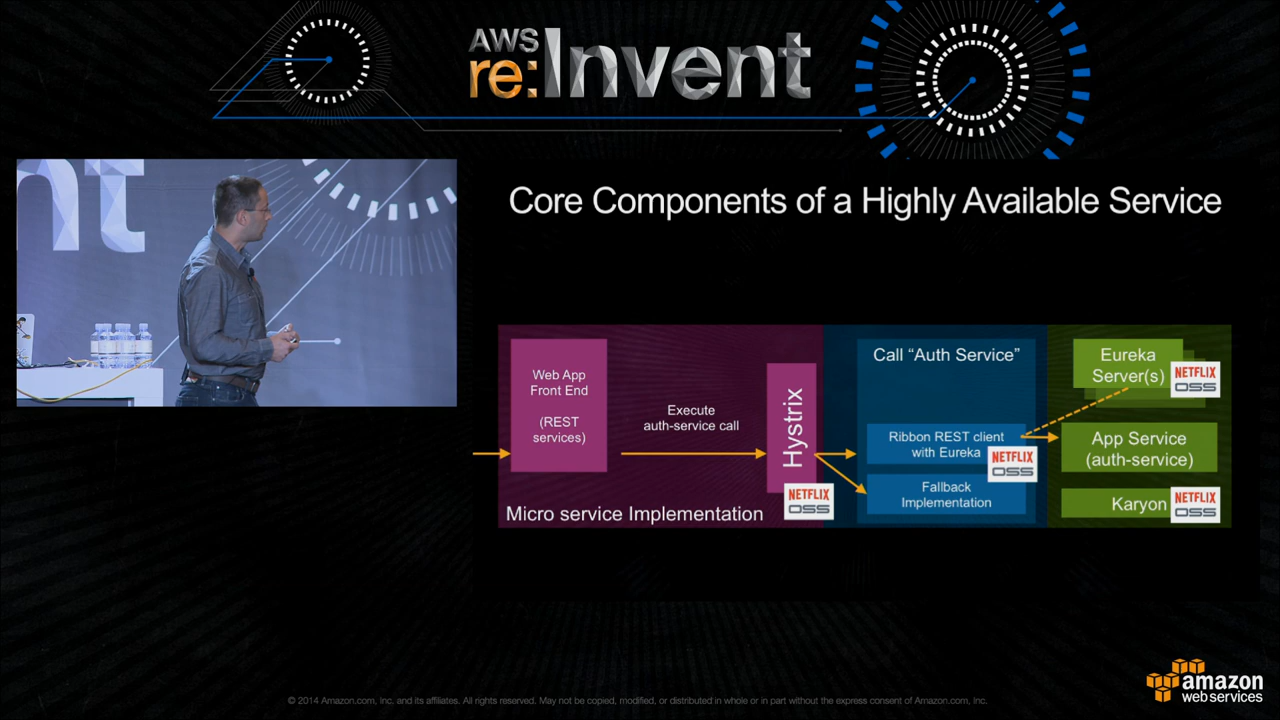 AWS
re:Invent
nt
Core Components of a Highly Available Service
Web App
Front End
(REST
services)
Execute
auth-service call
Hystrix
NETFLIX
OSS
Micro service Implementation
Call “Auth Service”
Ribbon REST client
with Eureka
NETFLIX
OSS
Fallback
Implementation
Eureka
Server(s)
NETFLIX
OSS
App Service
(auth-service)
Karyon
NETFLIX
OSS
© 2014 Amazon.com, Inc. and its affiliates. All rights reserved. May not be copied, modified, or distributed in whole or in part without the express consent of Amazon.com, Inc.
amazon
web services